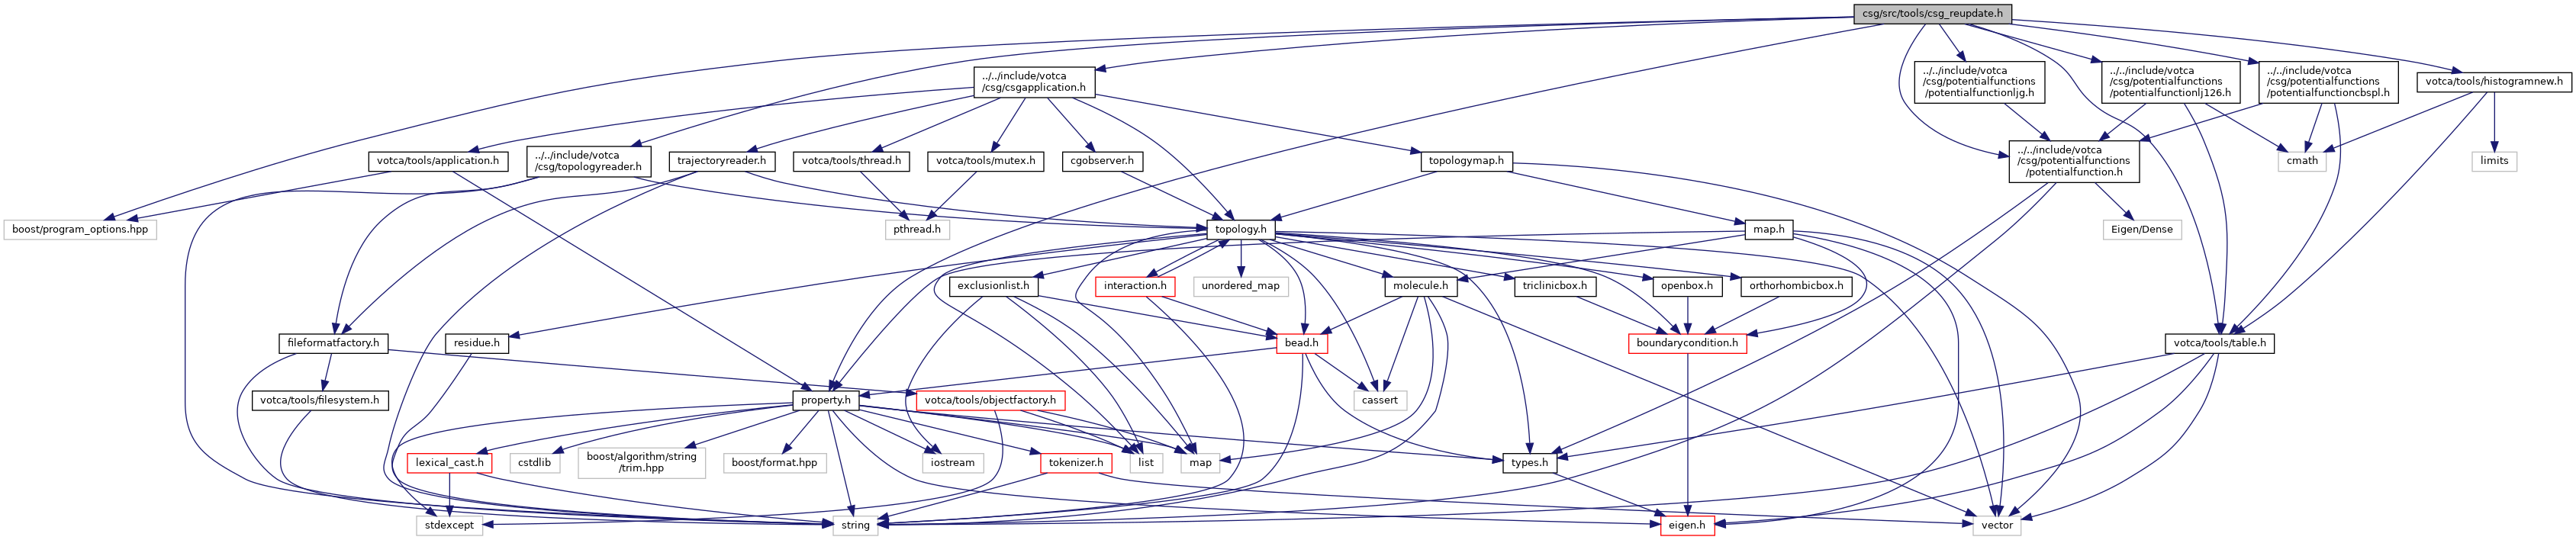 csg/src/tools/csg_reupdate.h
../../include/votca
/csg/csgapplication.h
../../include/votca
/csg/potentialfunctions
/potentialfunctionljg.h
../../include/votca
/csg/potentialfunctions
/potentialfunctionlj126.h
../../include/votca
/csg/potentialfunctions
/potentialfunctioncbspl.h
votca/tools/histogramnew.h
votca/tools/application.h
../../include/votca
/csg/topologyreader.h
trajectoryreader.h
votca/tools/thread.h
votca/tools/mutex.h
cgobserver.h
topologymap.h
../../include/votca
/csg/potentialfunctions
/potentialfunction.h
cmath
limits
boost/program_options.hpp
pthread.h
topology.h
map.h
Eigen/Dense
exclusionlist.h
interaction.h
unordered_map
molecule.h
triclinicbox.h
openbox.h
orthorhombicbox.h
fileformatfactory.h
residue.h
bead.h
boundarycondition.h
votca/tools/table.h
votca/tools/filesystem.h
property.h
votca/tools/objectfactory.h
cassert
lexical_cast.h
cstdlib
boost/algorithm/string
/trim.hpp
boost/format.hpp
iostream
tokenizer.h
list
map
types.h
stdexcept
string
eigen.h
vector